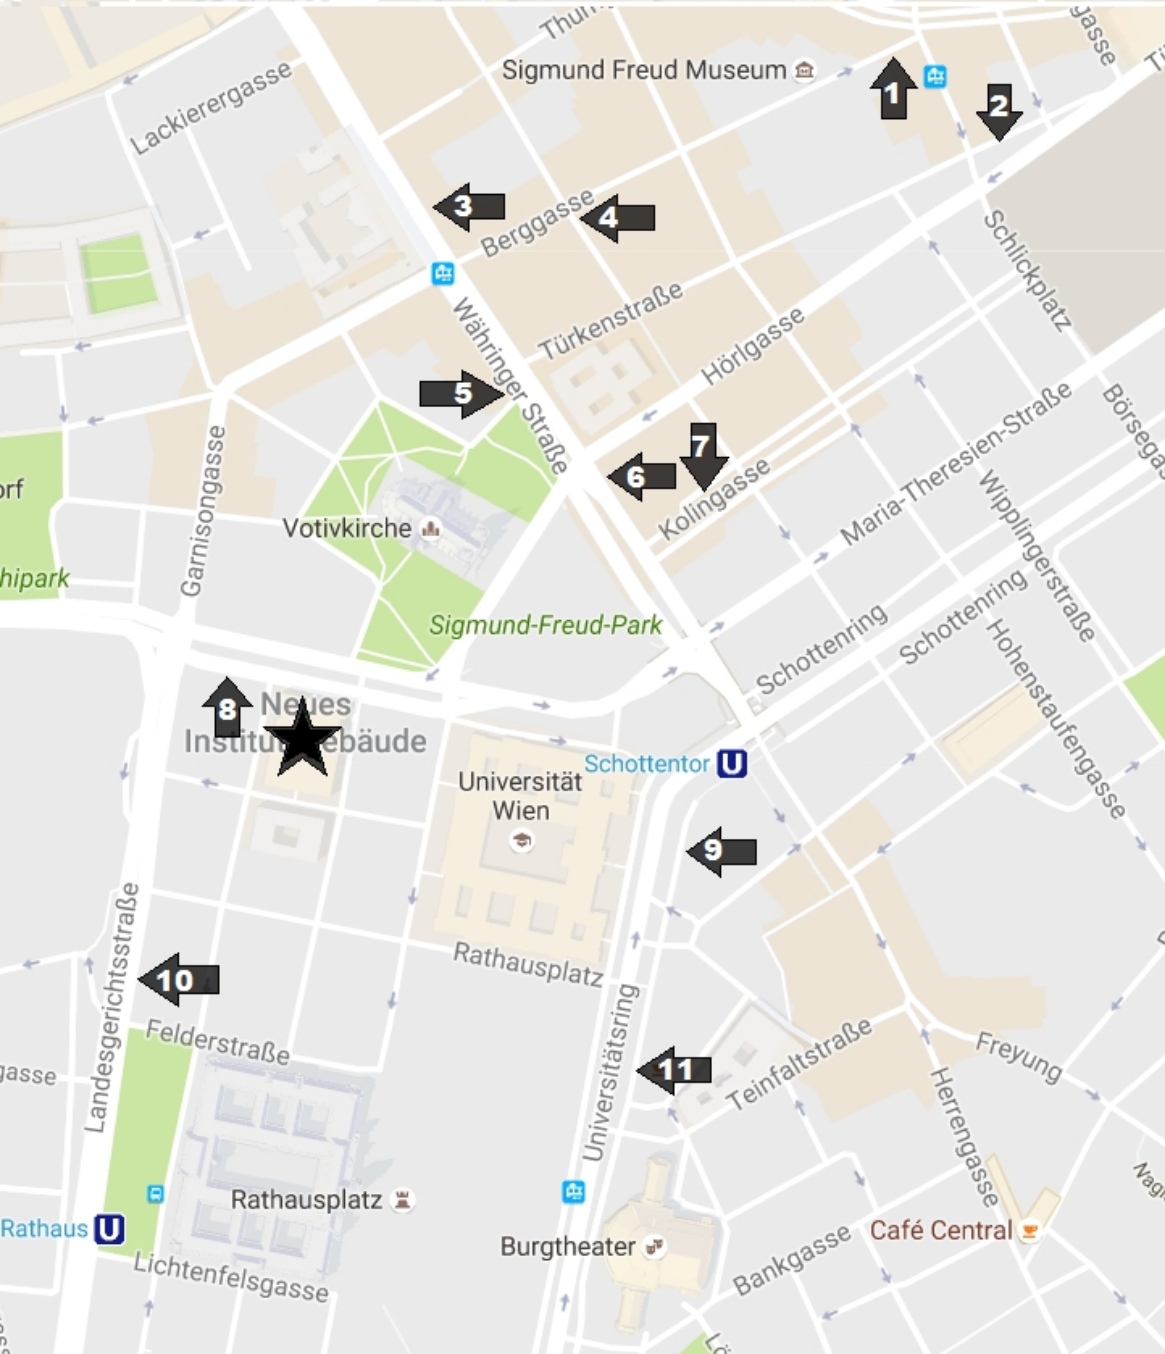 Sigmund Freud Museum
1
2
Lackierergasse
3
4
Berggasse
Schlickplatz
Währinger Straße
Türkenstraße
Hörlgasse
5
Garnisongasse
7
6
Kolingasse
Maria-Theresien-Straße
Votivkirche
Wipplingerstraße
Sigmund-Freud-Park
Schottenring
Schottenring
Hohenstaufengasse
8
Neues
Schottentor U
Universität
Wien
9
Landesgerichtsstraße
Rathausplatz
10
Felderstraße
Universitätsring
11
Teinfaltstraße
Freyung
Herrengasse
Rathausplatz
Rathaus U
Burgtheater
Café Central
Bankgasse
Lichtenfelsgasse